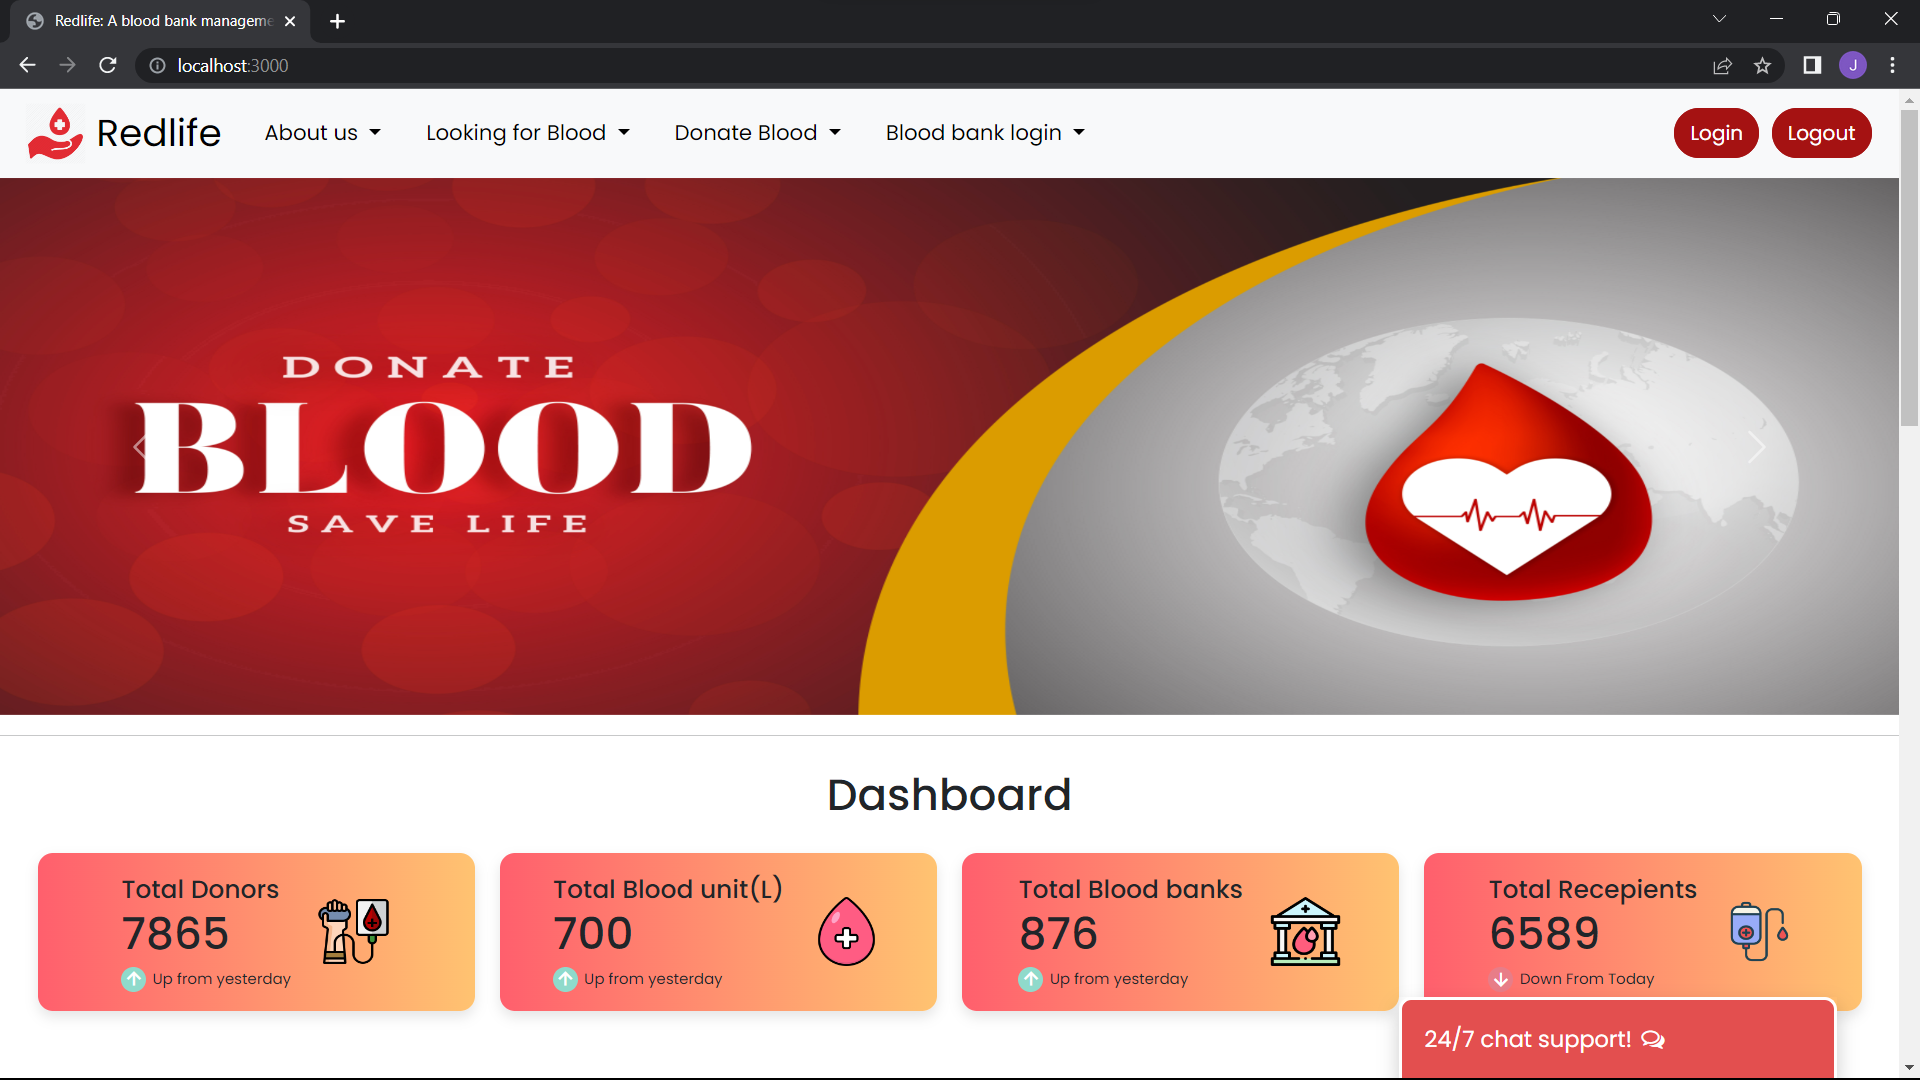 Redlife: A blood bank manageme
localhost:3000
J
Redlife
About us
Looking for Blood
Donate Blood
Blood bank login
Login
Logout
DONATE
BLOOD
SAVE LIFE
Dashboard
Total Donors
7865
Up from yesterday
Total Blood unit(L)
700
Up from yesterday
Total Blood banks
876
Up from yesterday
Total Recepients
6589
Down From Today
24/7 chat support!